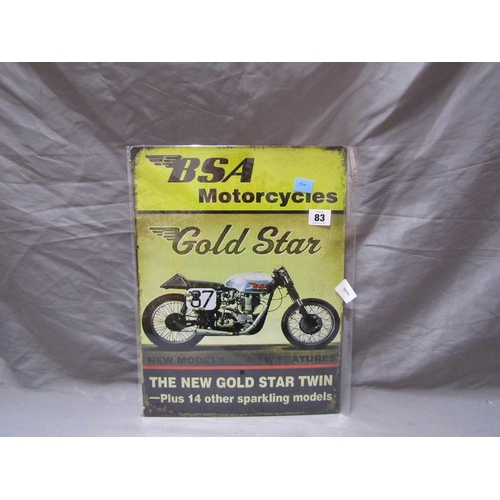 BSA
Motorcycles
83
Gold Star
BSA
87
NEW MODELS NEW FEATURES
THE NEW GOLD STAR TWIN
—Plus 14 other sparkling models